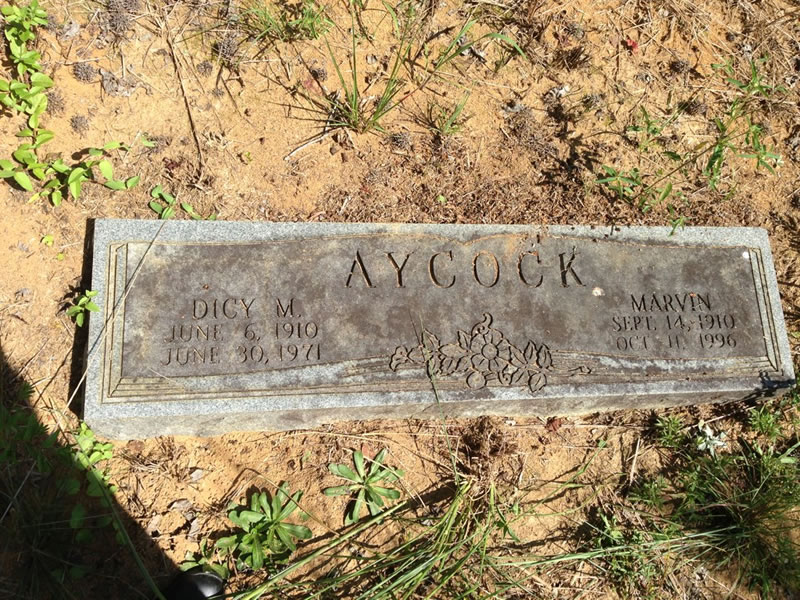 AYCOCK
DICY M.
JUNE 6, 1910
JUNE 30, 1971
MARVIN
SEPT. 14, 1910
OCT. 11, 1996